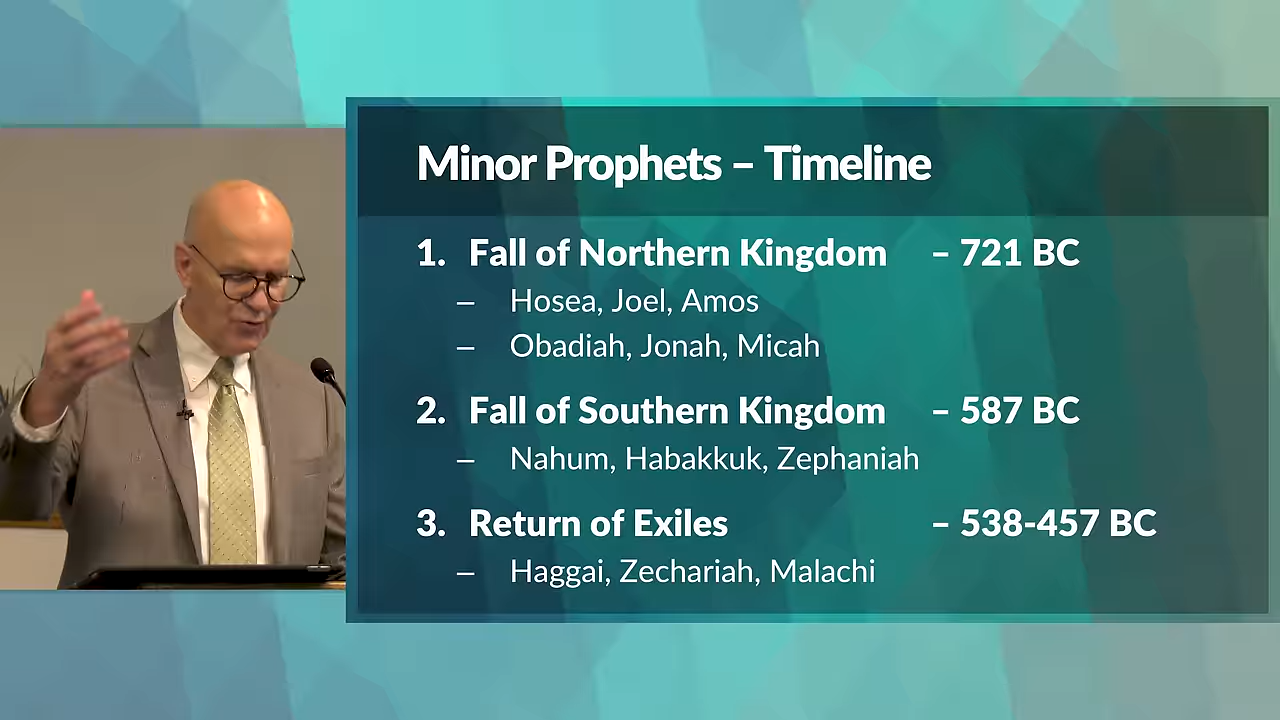 Minor Prophets – Timeline
1. Fall of Northern Kingdom – 721 BC
– Hosea, Joel, Amos
– Obadiah, Jonah, Micah
2. Fall of Southern Kingdom – 587 BC
– Nahum, Habakkuk, Zephaniah
3. Return of Exiles – 538-457 BC
– Haggai, Zechariah, Malachi